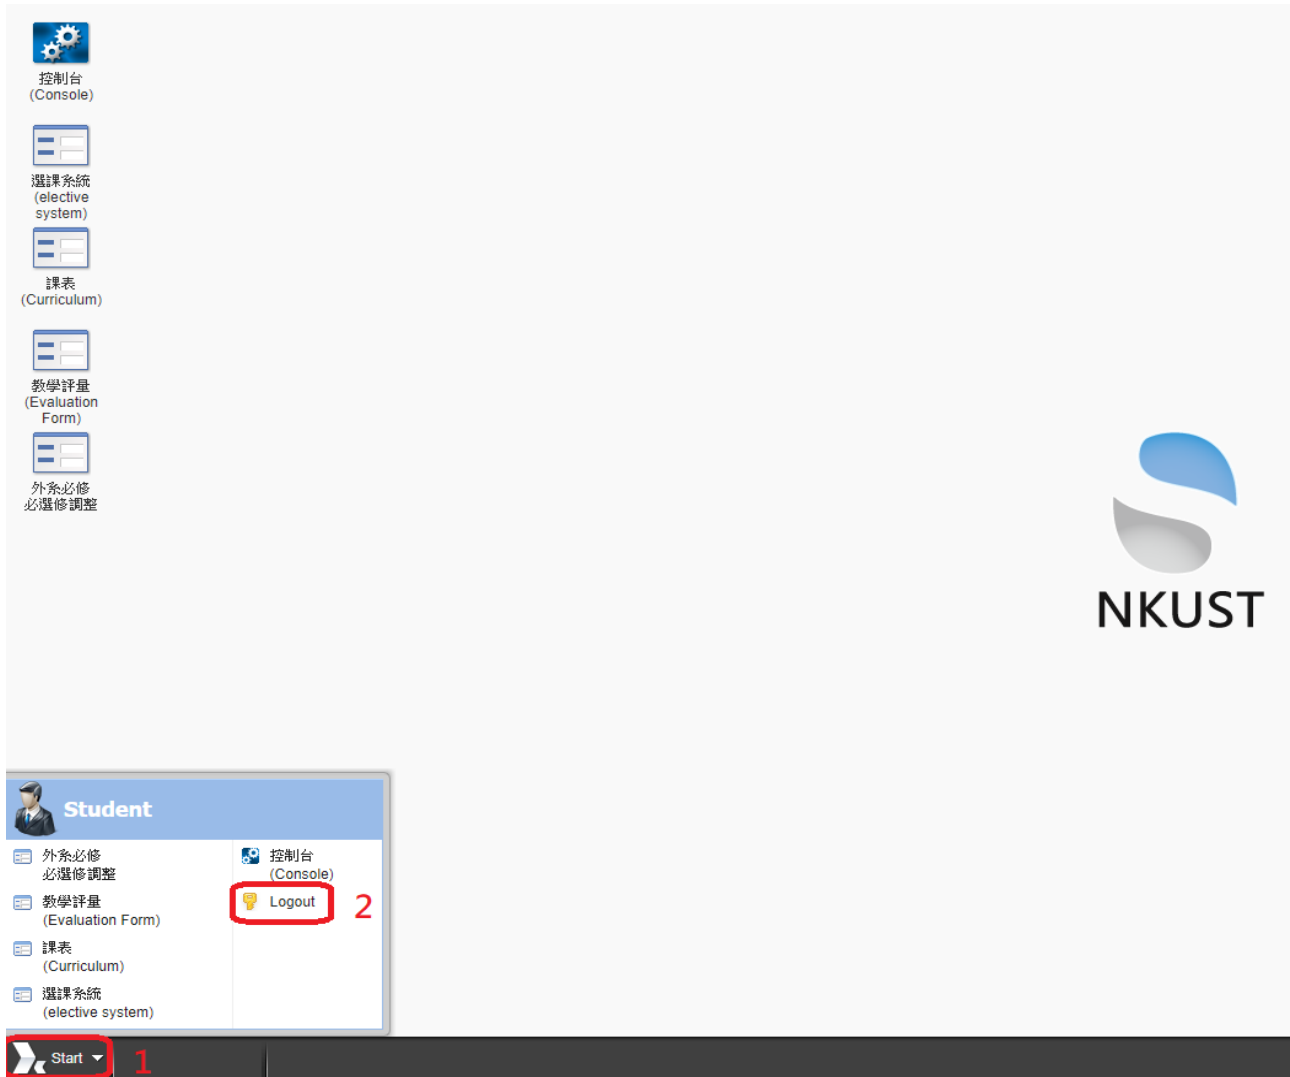 控制台
(Console)
選課系統
(elective
system)
課表
(Curriculum)
教學評量
(Evaluation
Form)
外系必修
必選修調整
NKUST
Student
外系必修
必選修調整
教學評量
(Evaluation Form)
課表
(Curriculum)
選課系統
(elective system)
控制台
(Console)
Logout
2
Start
1